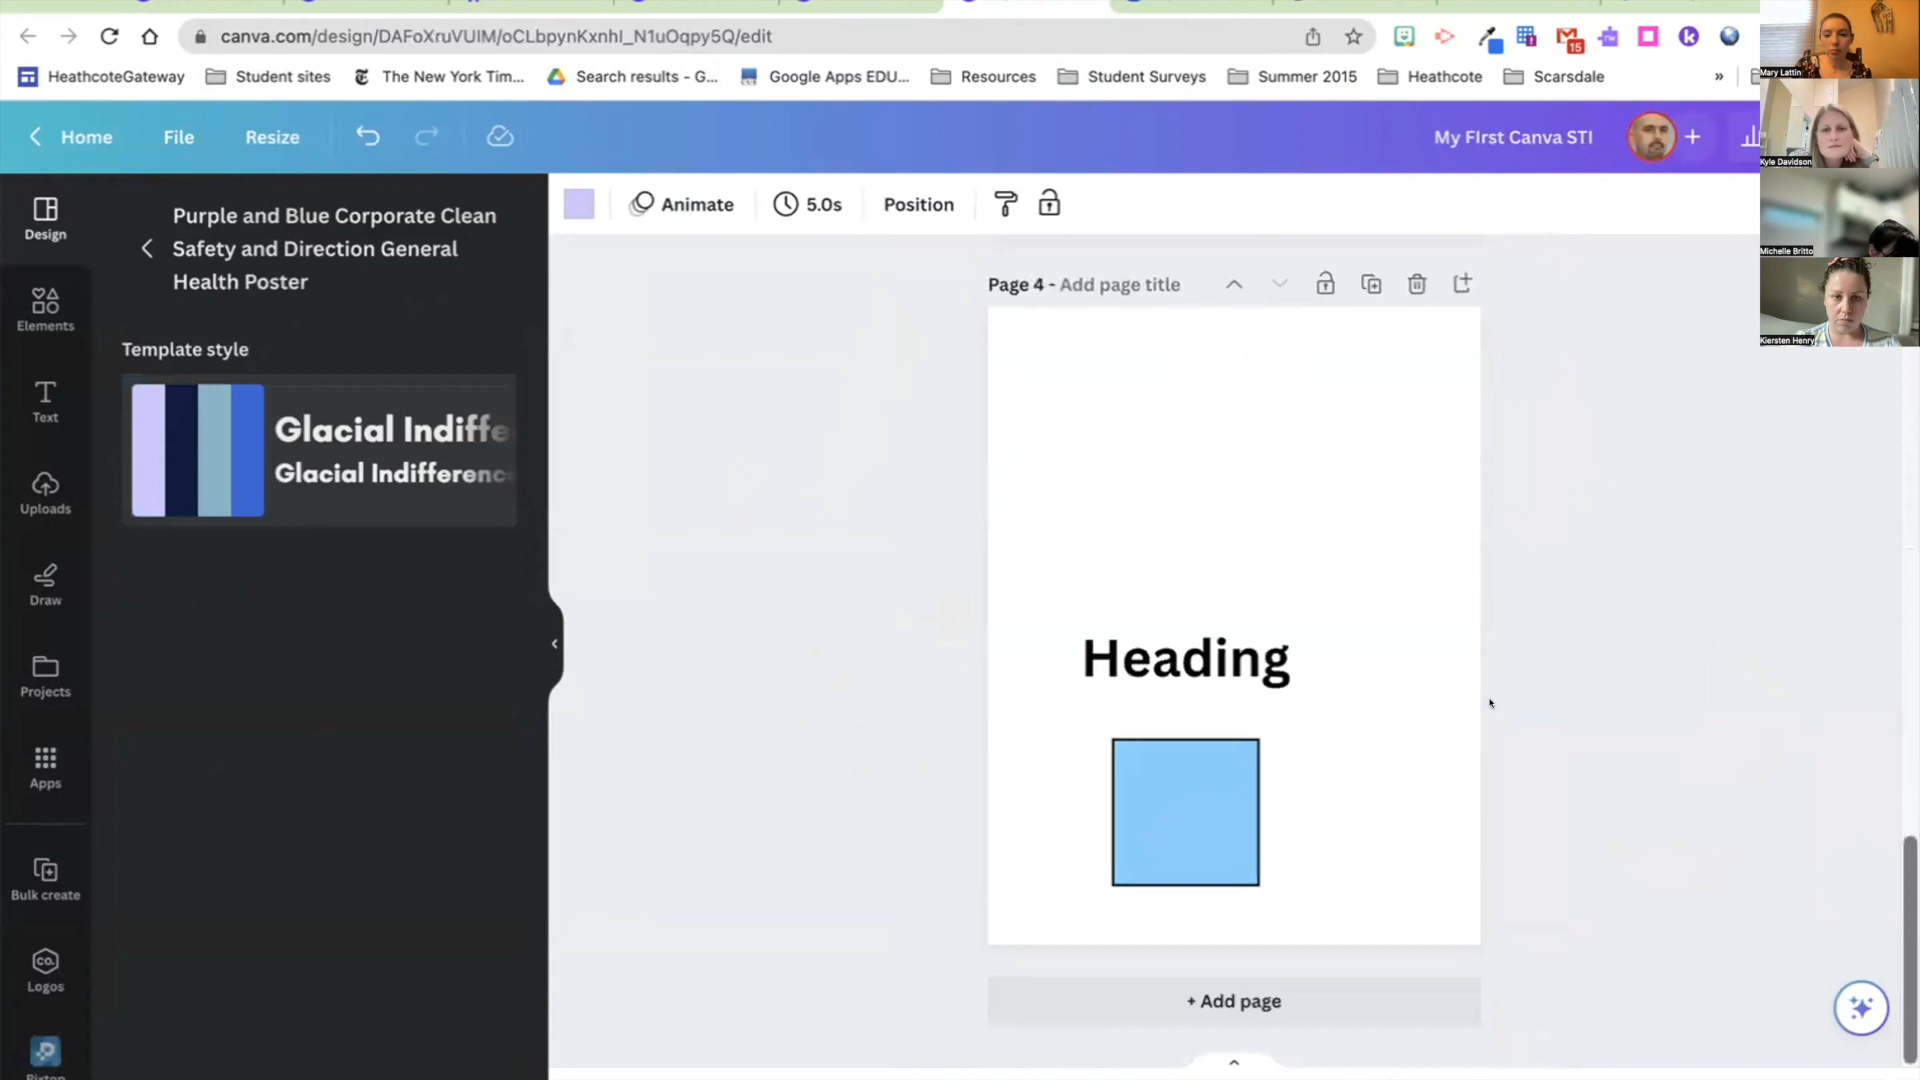 canva.com/design/DAFoXruVUIM/oCLbpynKxnhI_N1uOqpy5Q/edit
15
HeathcoteGateway
Student sites
The New York Tim...
Search results - G...
Google Apps EDU...
Resources
Student Surveys
Summer 2015
Heathcote
Scarsdale
»
Home
File
Resize
My FIrst Canva STI
Design
Elements
Text
Uploads
Draw
Projects
Apps
Bulk create
CO.
Logos
Purple and Blue Corporate Clean
Safety and Direction General
Health Poster
Template style
Glacial Indiffe
Glacial Indifferenc
Animate
5.0s
Position
Page 4 - Add page title
Heading
+ Add page
Mary Lattin
Kyle Davidson
Michelle Britto
Kiersten Henry